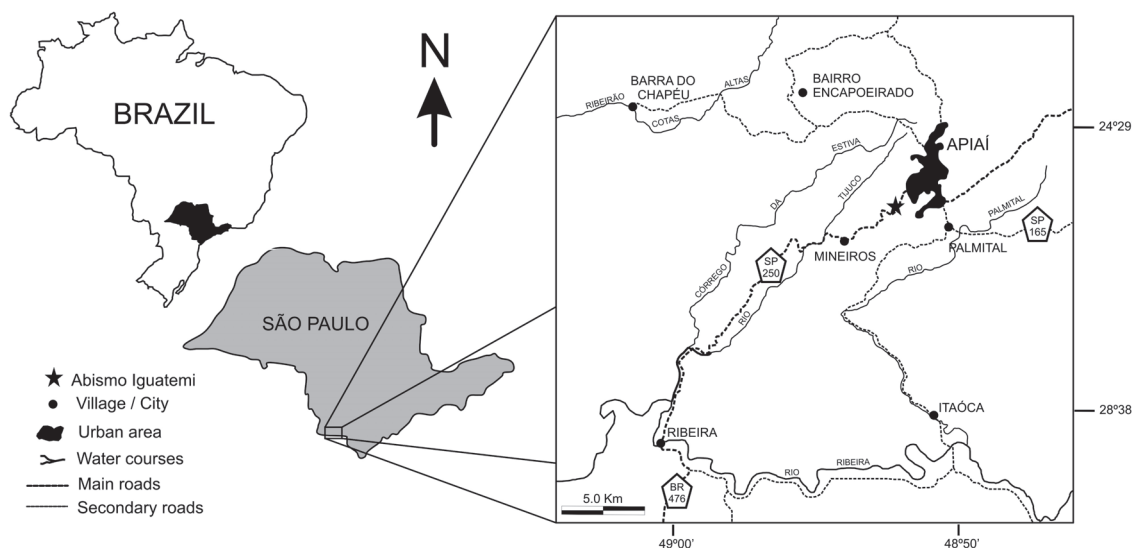 BRAZIL
N
SÃO PAULO
Abismo Iguatemi
Village / City
Urban area
Water courses
Main roads
Secondary roads
BARRA DO
CHAPÉU
RIBEIRÃO
COTAS
ALTAS
BAIRRO
ENCAPOEIRADO
APIAÍ
24º29
CÓRREGO
DA
ESTIVA
RIO
TIJUCO
SP
250
MINEIROS
PALMITAL
RIO
PALMITAL
SP
165
ITAÓCA
28º38
RIBEIRA
RIO
RIBEIRA
BR
476
5.0 Km
49º00'
48º50'